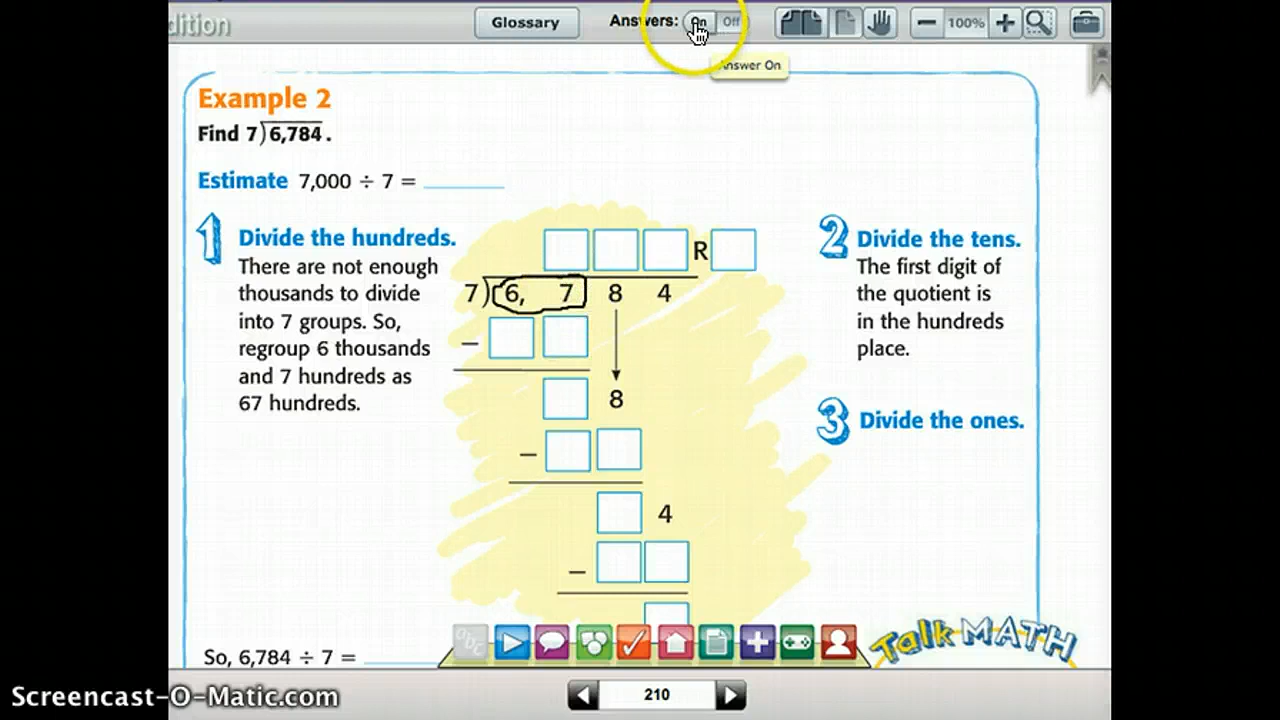 dition
Glossary
Answers: On Off
100%
Answer On
Example 2
Find 7)6,784.
Estimate 7,000 ÷ 7 =
1 Divide the hundreds.
There are not enough
thousands to divide
into 7 groups. So,
regroup 6 thousands
and 7 hundreds as
67 hundreds.
R
7)6, 7 8 4
–
8
–
4
–
2 Divide the tens.
The first digit of
the quotient is
in the hundreds
place.
3 Divide the ones.
So, 6,784 ÷ 7 =
abc
Talk MATH
210
Screencast-O-Matic.com